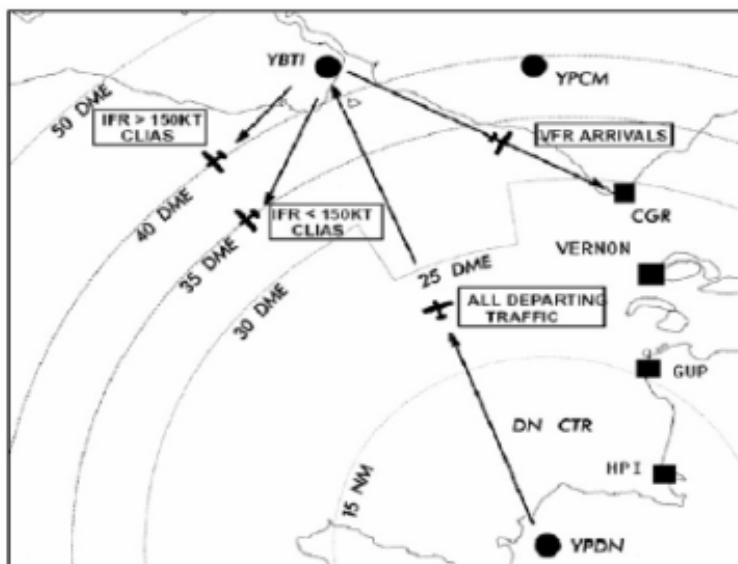 YBTI
YPCM
50 DME
IFR > 150KT
CLIAS
VFR ARRIVALS
40 DME
IFR < 150KT
CLIAS
CGR
35 DME
VERNON
25 DME
30 DME
ALL DEPARTING
TRAFFIC
GUP
DN CTR
HPI
15 NM
YPDN